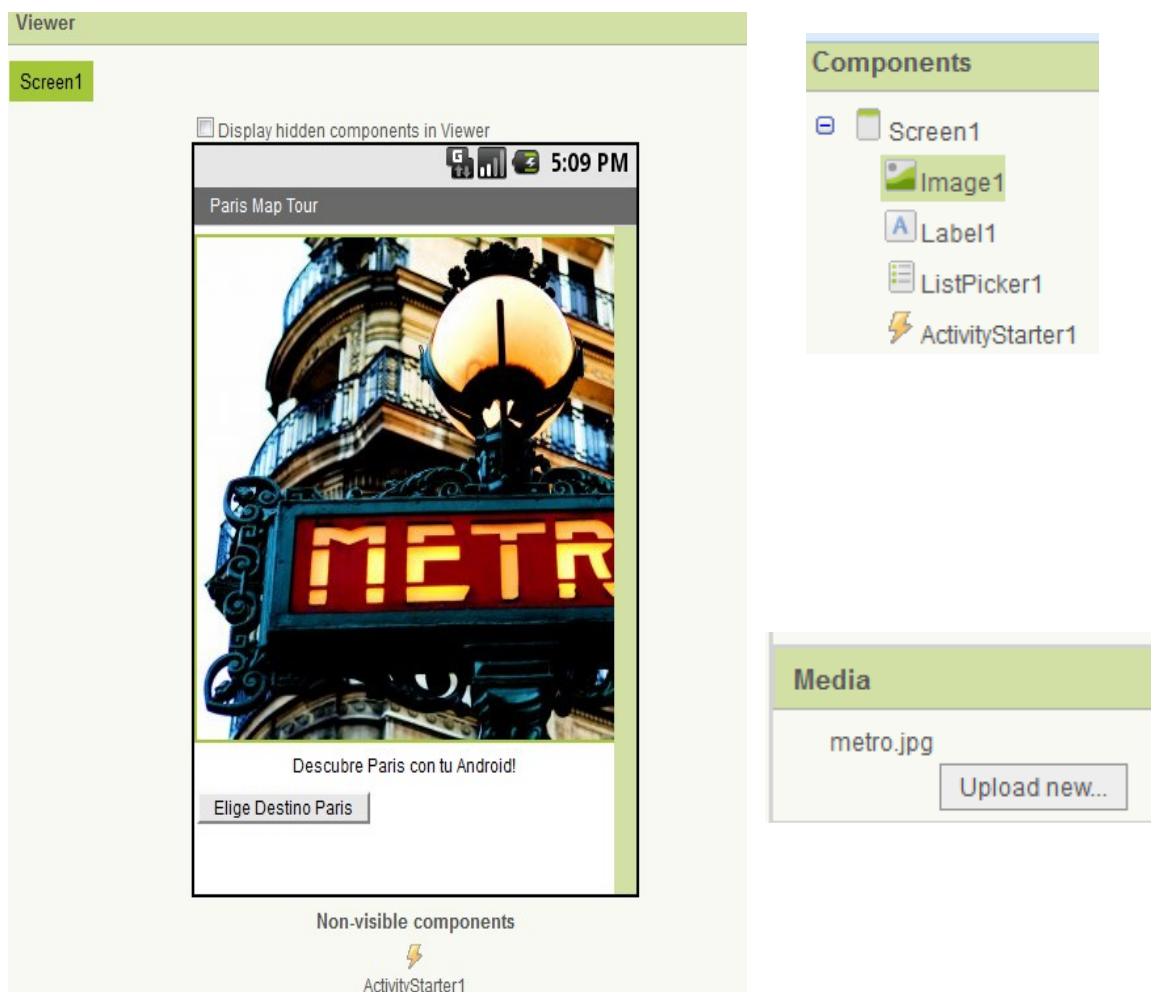 Viewer
Screen1
Display hidden components in Viewer
G
5:09 PM
Paris Map Tour
METR
Descubre Paris con tu Android!
Elige Destino Paris
Non-visible components
ActivityStarter1
Components
Screen1
Image1
A
Label1
ListPicker1
ActivityStarter1
Media
metro.jpg
Upload new...